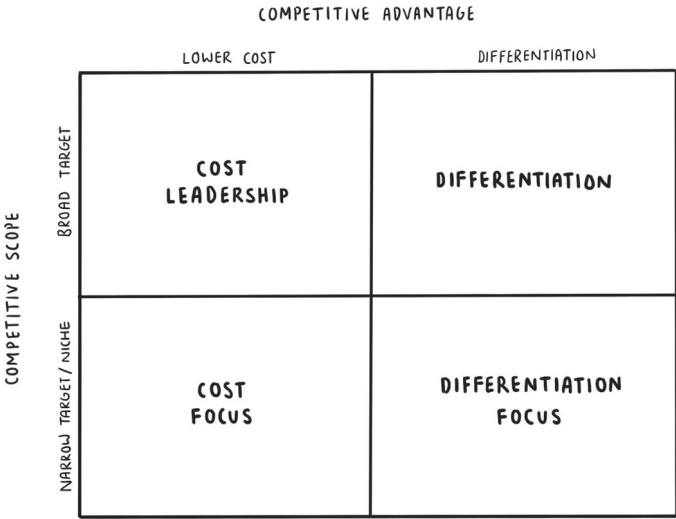 COMPETITIVE ADVANTAGE
LOWER COST
DIFFERENTIATION
COMPETITIVE SCOPE
BROAD TARGET
COST
LEADERSHIP
DIFFERENTIATION
NARROW TARGET/NICHE
COST
FOCUS
DIFFERENTIATION
FOCUS